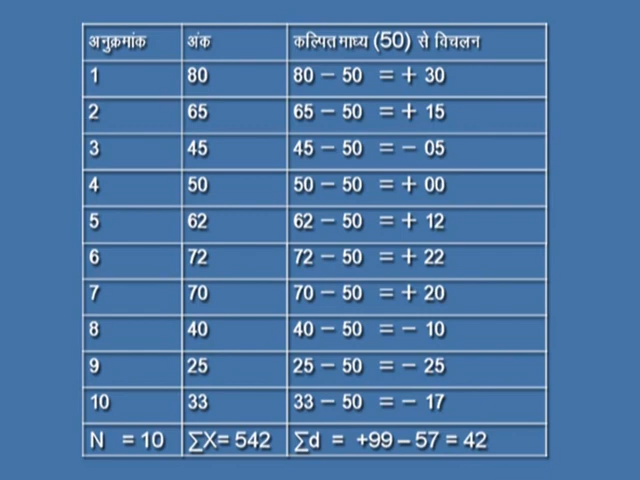 अनुक्रमांक अंक कल्पित माध्य (50) से विचलन
1 80 80 – 50 = + 30
2 65 65 – 50 = + 15
3 45 45 – 50 = – 05
4 50 50 – 50 = + 00
5 62 62 – 50 = + 12
6 72 72 – 50 = + 22
7 70 70 – 50 = + 20
8 40 40 – 50 = – 10
9 25 25 – 50 = – 25
10 33 33 – 50 = – 17
N = 10 ∑X= 542 ∑d = +99 – 57 = 42